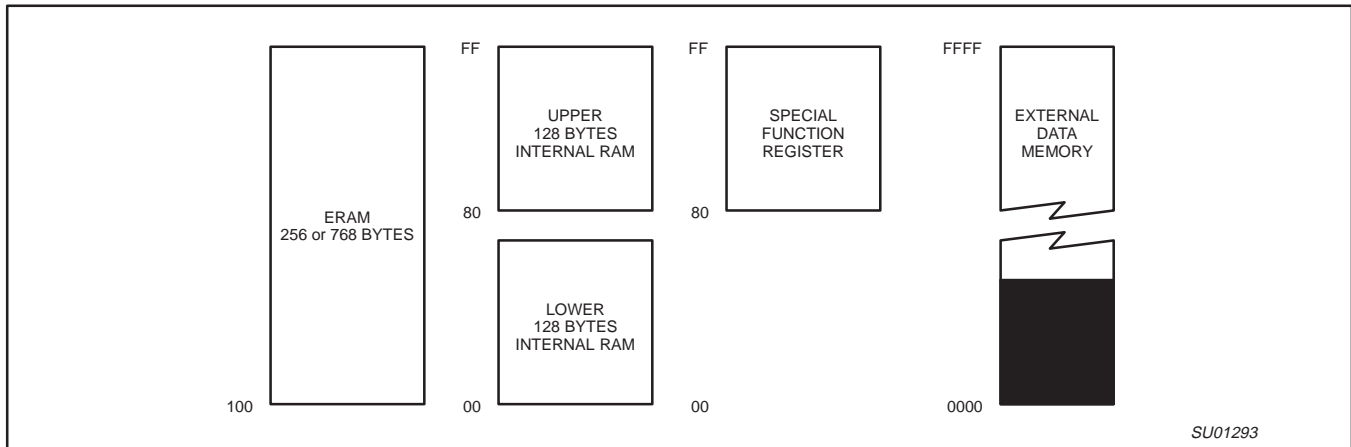 FF
FF
FFFF
UPPER
128 BYTES
INTERNAL RAM
SPECIAL
FUNCTION
REGISTER
EXTERNAL
DATA
MEMORY
ERAM
256 or 768 BYTES
80
80
LOWER
128 BYTES
INTERNAL RAM
100
00
00
0000
SU01293